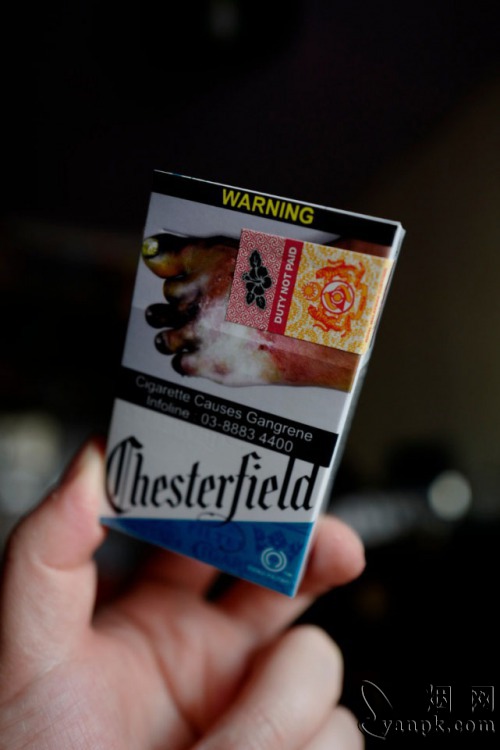 WARNING
DUTY NOT PAID
Cigarette Causes Gangrene
Infoline 03-8883 4400
Chesterfield
烟网
yanpk.com